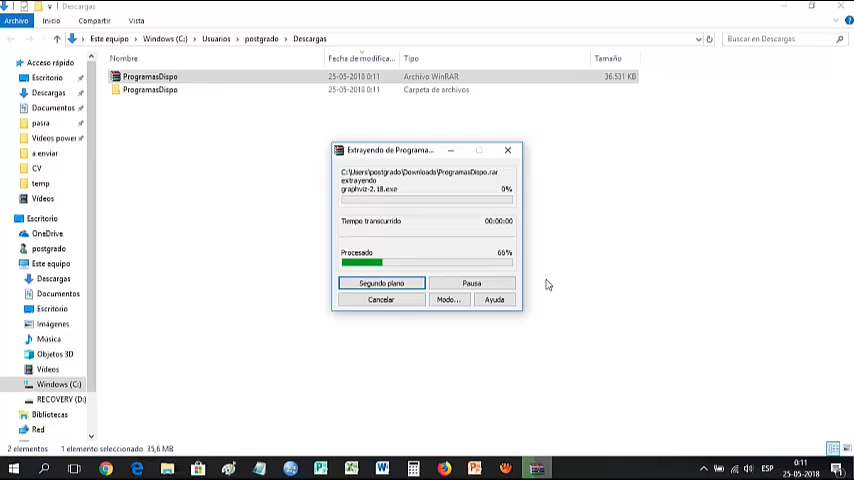 Descargas
Archivo Inicio Compartir Vista
Este equipo Windows (C:) Usuarios postgrado Descargas
Buscar en Descargas
Nombre Fecha de modifica... Tipo Tamaño
ProgramasDispo 25-05-2018 0:11 Archivo WinRAR 36.531 KB
ProgramasDispo 25-05-2018 0:11 Carpeta de archivos
Acceso rápido
Escritorio
Descargas
Documentos
pasra
Videos power
a enviar
CV
temp
Vídeos
Escritorio
OneDrive
postgrado
Este equipo
Descargas
Documentos
Escritorio
Imágenes
Música
Objetos 3D
Vídeos
Windows (C:)
RECOVERY (D:)
Bibliotecas
Red
Extrayendo de Programa...
C:\Users\postgrado\Downloads\ProgramasDispo.rar
extrayendo
graphviz-2.18.exe 0%
Tiempo transcurrido 00:00:00
Procesado 66%
Segundo plano Pausa
Cancelar Modo... Ayuda
2 elementos 1 elemento seleccionado 35,6 MB
ESP
0:11
25-05-2018